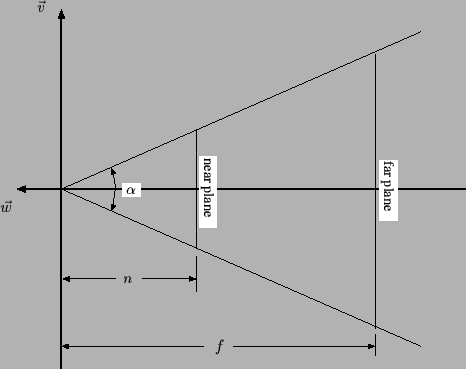 v⃗
near plane
far plane
α
w⃗
n
f